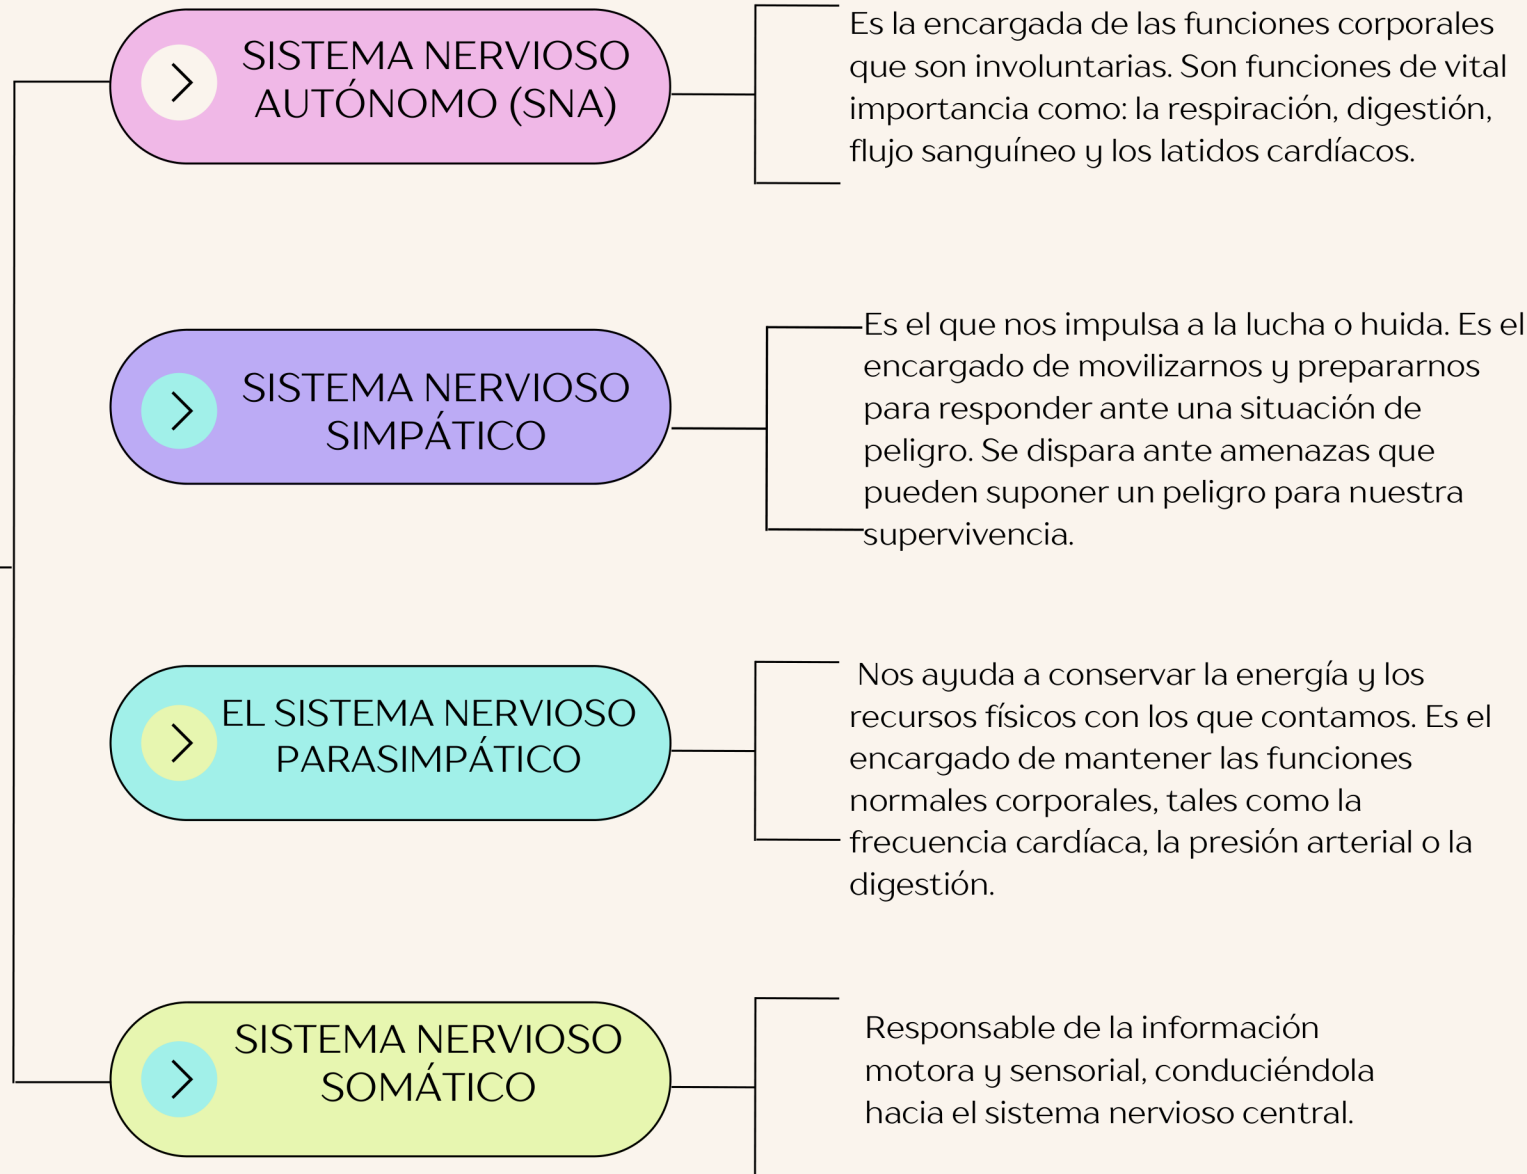 SISTEMA NERVIOSO
AUTÓNOMO (SNA)
Es la encargada de las funciones corporales
que son involuntarias. Son funciones de vital
importancia como: la respiración, digestión,
flujo sanguíneo y los latidos cardíacos.
SISTEMA NERVIOSO
SIMPÁTICO
Es el que nos impulsa a la lucha o huida. Es el
encargado de movilizarnos y prepararnos
para responder ante una situación de
peligro. Se dispara ante amenazas que
pueden suponer un peligro para nuestra
supervivencia.
EL SISTEMA NERVIOSO
PARASIMPÁTICO
Nos ayuda a conservar la energía y los
recursos físicos con los que contamos. Es el
encargado de mantener las funciones
normales corporales, tales como la
frecuencia cardíaca, la presión arterial o la
digestión.
SISTEMA NERVIOSO
SOMÁTICO
Responsable de la información
motora y sensorial, conduciéndola
hacia el sistema nervioso central.